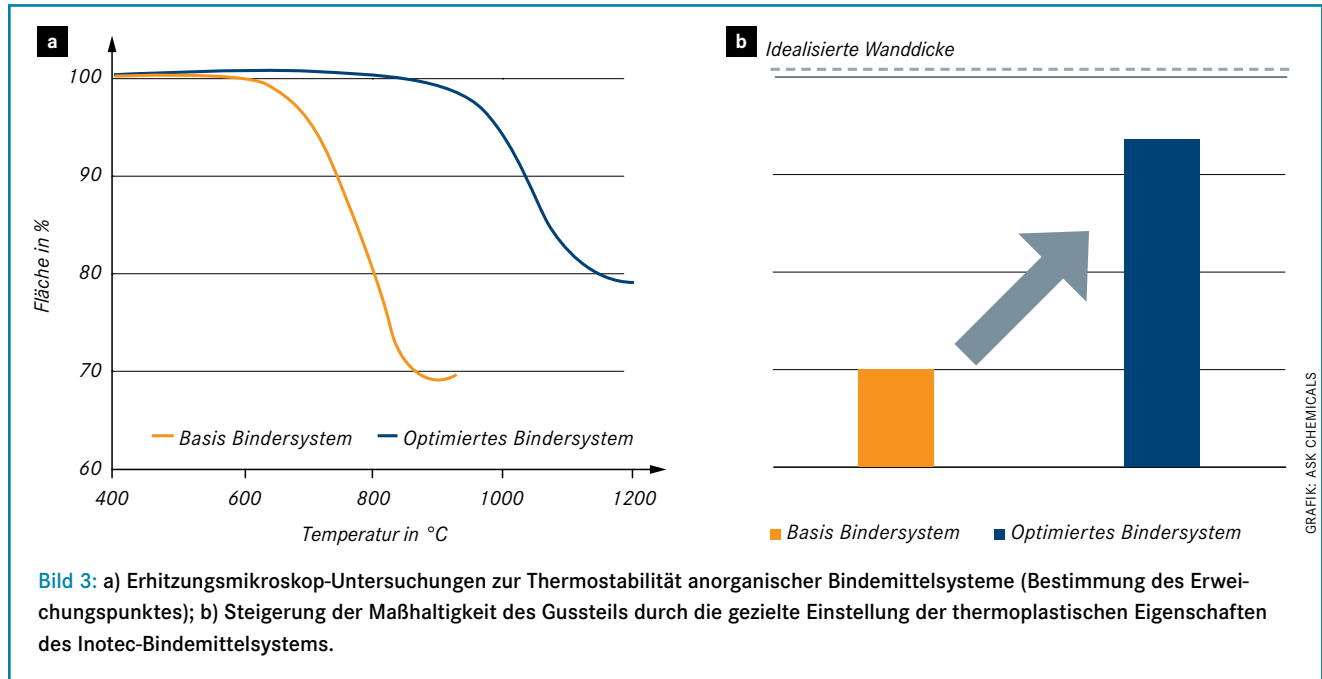 a
100
90
80
70
60
400 600 800 1000 1200
Fläche in %
Temperatur in °C
Basis Bindersystem Optimiertes Bindersystem
b
Idealisierte Wanddicke
Basis Bindersystem Optimiertes Bindersystem
GRAFIK: ASK CHEMICALS
Bild 3: a) Erhitzungsmikroskop-Untersuchungen zur Thermostabilität anorganischer Bindemittelsysteme (Bestimmung des Erwei-
chungspunktes); b) Steigerung der Maßhaltigkeit des Gussteils durch die gezielte Einstellung der thermoplastischen Eigenschaften
des Inotec-Bindemittelsystems.